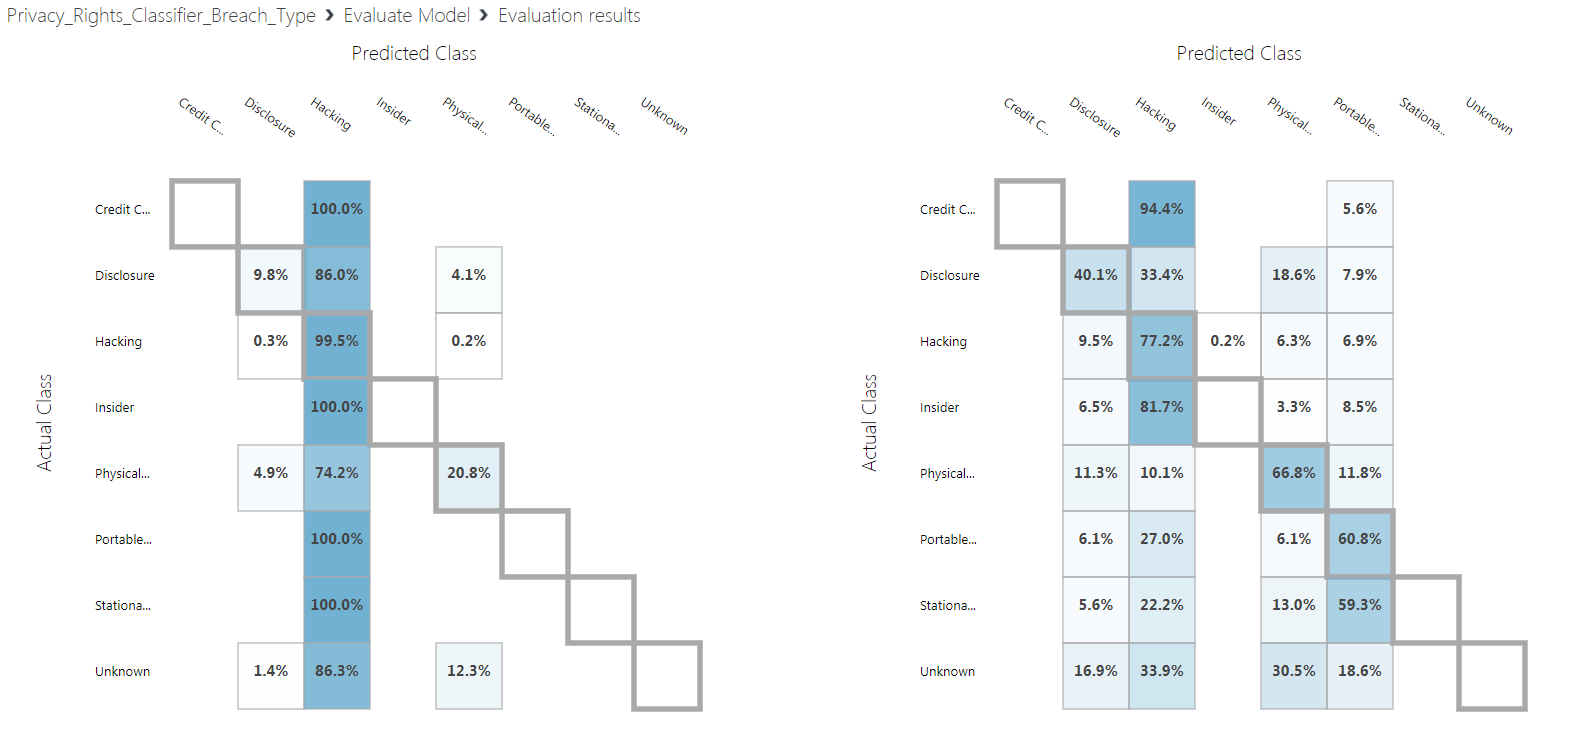 Privacy_Rights_Classifier_Breach_Type › Evaluate Model › Evaluation results
Predicted Class
Credit C... Disclosure Hacking Insider Physical... Portable... Stationa... Unknown
Actual Class
Credit C... 100.0%
Disclosure 9.8% 86.0% 4.1%
Hacking 0.3% 99.5% 0.2%
Insider 100.0%
Physical... 4.9% 74.2% 20.8%
Portable... 100.0%
Stationa... 100.0%
Unknown 1.4% 86.3% 12.3%
Predicted Class
Credit C... Disclosure Hacking Insider Physical... Portable... Stationa... Unknown
Actual Class
Credit C... 94.4% 5.6%
Disclosure 40.1% 33.4% 18.6% 7.9%
Hacking 9.5% 77.2% 0.2% 6.3% 6.9%
Insider 6.5% 81.7% 3.3% 8.5%
Physical... 11.3% 10.1% 66.8% 11.8%
Portable... 6.1% 27.0% 6.1% 60.8%
Stationa... 5.6% 22.2% 13.0% 59.3%
Unknown 16.9% 33.9% 30.5% 18.6%